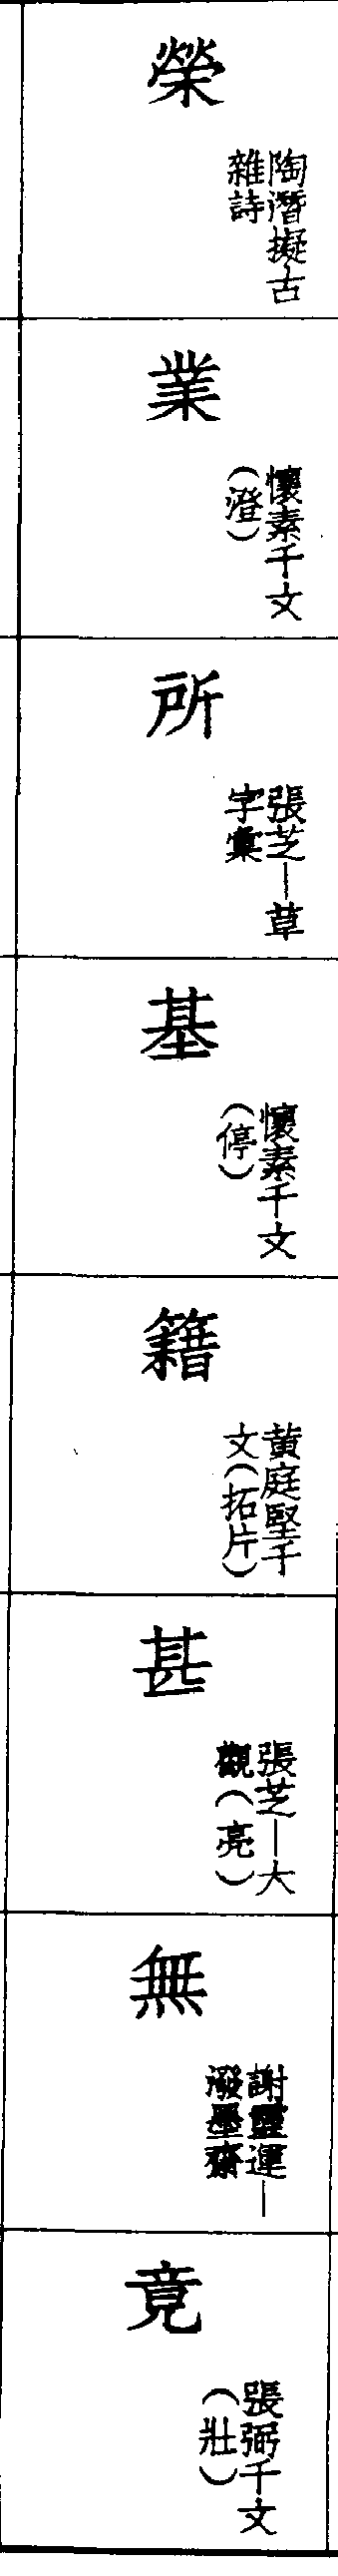 榮
陶潛擬古
雜詩
業
懷素千文
（澄）
所
張芝—草
字彙
基
懷素千文
（停）
籍
黃庭堅千
文（拓片）
甚
張芝—大
觀（亮）
無
謝靈運—
潑墨齋
竟
張弼千文
（壯）